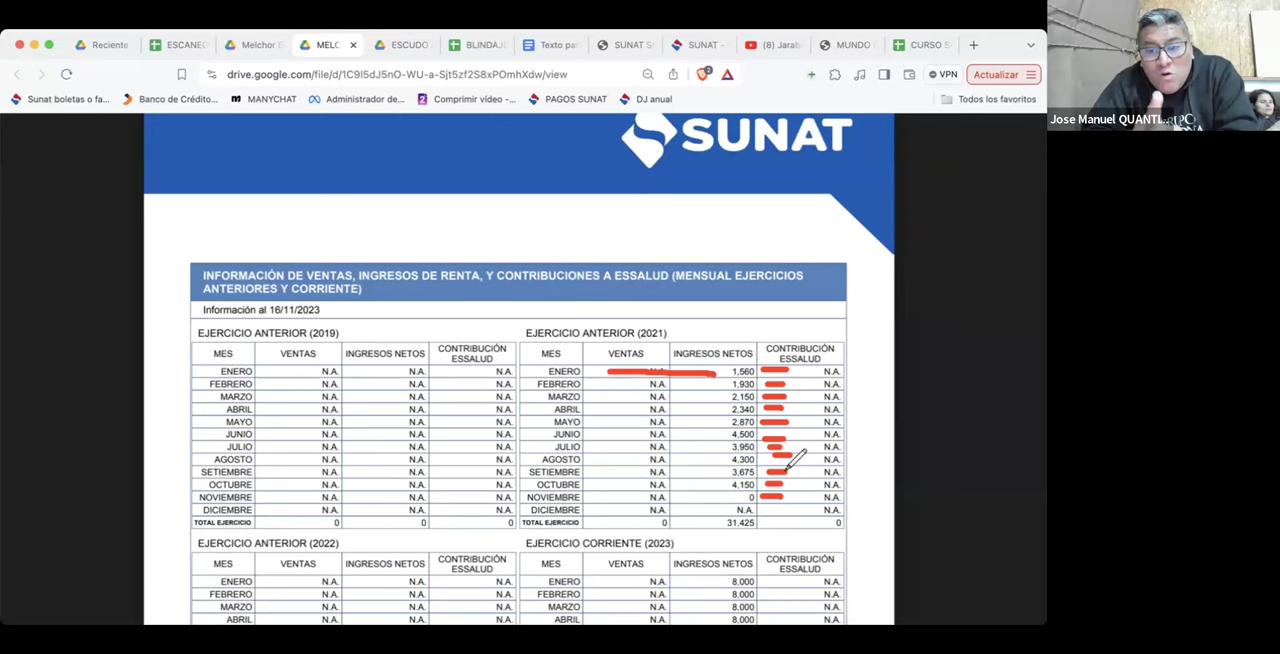 Reciente ESCANE MELC Melchor E MELC ESCUDO BLINDAJ Texto par SUNAT S SUNAT - (8) Jarab MUNDO CURSO S
drive.google.com/file/d/1C9l5dJ5nO-WU-a-Sjt5zf2S8xPOmhXdw/view VPN Actualizar
Sunat boletas o fa... Banco de Crédito... MANYCHAT Administrador de... Comprimir vídeo -... PAGOS SUNAT DJ anual Todos los favoritos
Jose Manuel QUANTI...
SUNAT
INFORMACIÓN DE VENTAS, INGRESOS DE RENTA, Y CONTRIBUCIONES A ESSALUD (MENSUAL EJERCICIOS
ANTERIORES Y CORRIENTE)
Información al 16/11/2023
EJERCICIO ANTERIOR (2019) EJERCICIO ANTERIOR (2021)
MES VENTAS INGRESOS NETOS CONTRIBUCIÓN ESSALUD MES VENTAS INGRESOS NETOS CONTRIBUCIÓN ESSALUD
ENERO N.A. N.A. N.A. ENERO N.A. 1,560 N.A.
FEBRERO N.A. N.A. N.A. FEBRERO N.A. 1,930 N.A.
MARZO N.A. N.A. N.A. MARZO N.A. 2,150 N.A.
ABRIL N.A. N.A. N.A. ABRIL N.A. 2,340 N.A.
MAYO N.A. N.A. N.A. MAYO N.A. 2,870 N.A.
JUNIO N.A. N.A. N.A. JUNIO N.A. 4,500 N.A.
JULIO N.A. N.A. N.A. JULIO N.A. 3,950 N.A.
AGOSTO N.A. N.A. N.A. AGOSTO N.A. 4,300 N.A.
SETIEMBRE N.A. N.A. N.A. SETIEMBRE N.A. 3,675 N.A.
OCTUBRE N.A. N.A. N.A. OCTUBRE N.A. 4,150 N.A.
NOVIEMBRE N.A. N.A. N.A. NOVIEMBRE N.A. 0 N.A.
DICIEMBRE N.A. N.A. N.A. DICIEMBRE N.A. N.A. N.A.
TOTAL EJERCICIO 0 0 0 TOTAL EJERCICIO 0 31,425 0
EJERCICIO ANTERIOR (2022) EJERCICIO CORRIENTE (2023)
MES VENTAS INGRESOS NETOS CONTRIBUCIÓN ESSALUD MES VENTAS INGRESOS NETOS CONTRIBUCIÓN ESSALUD
ENERO N.A. N.A. N.A. ENERO N.A. 8,000 N.A.
FEBRERO N.A. N.A. N.A. FEBRERO N.A. 8,000 N.A.
MARZO N.A. N.A. N.A. MARZO N.A. 8,000 N.A.
ABRIL N.A. N.A. N.A. ABRIL N.A. 8,000 N.A.